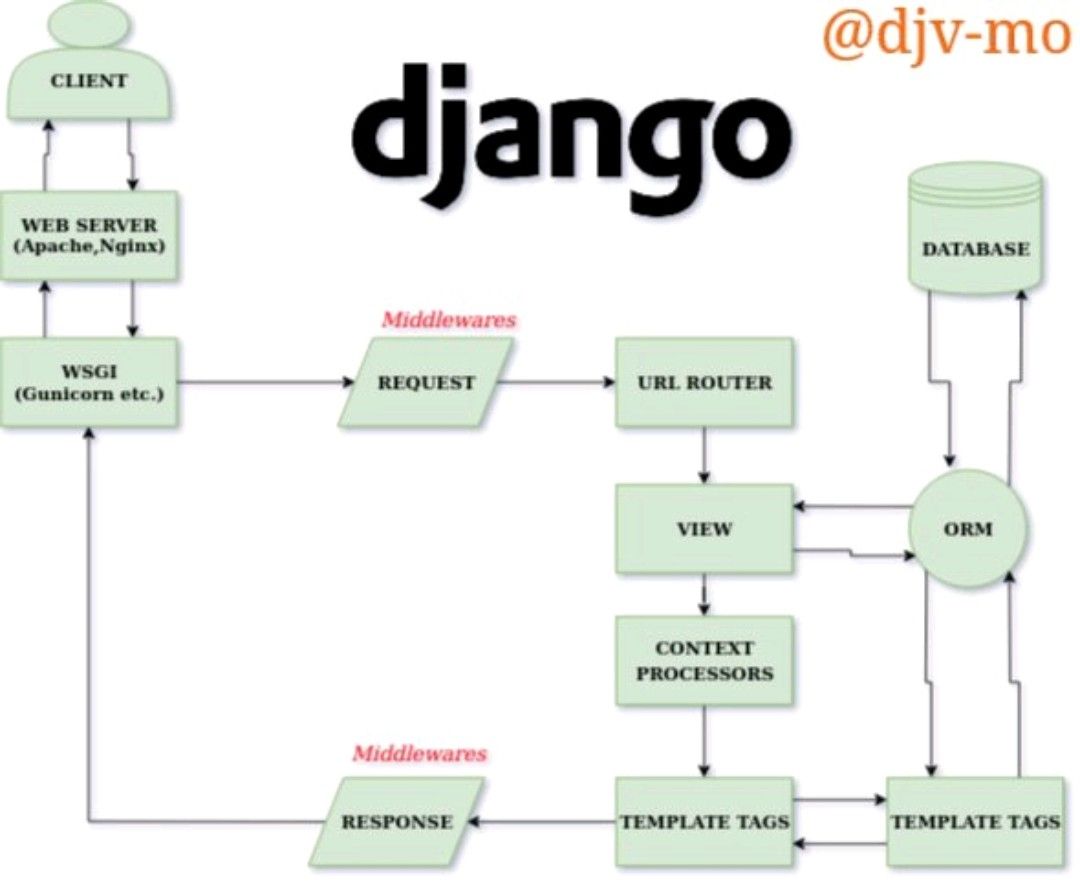 @djv-mo
django
CLIENT
WEB SERVER
(Apache,Nginx)
DATABASE
Middlewares
WSGI
(Gunicorn etc.)
REQUEST
URL ROUTER
VIEW
ORM
CONTEXT
PROCESSORS
Middlewares
RESPONSE
TEMPLATE TAGS
TEMPLATE TAGS